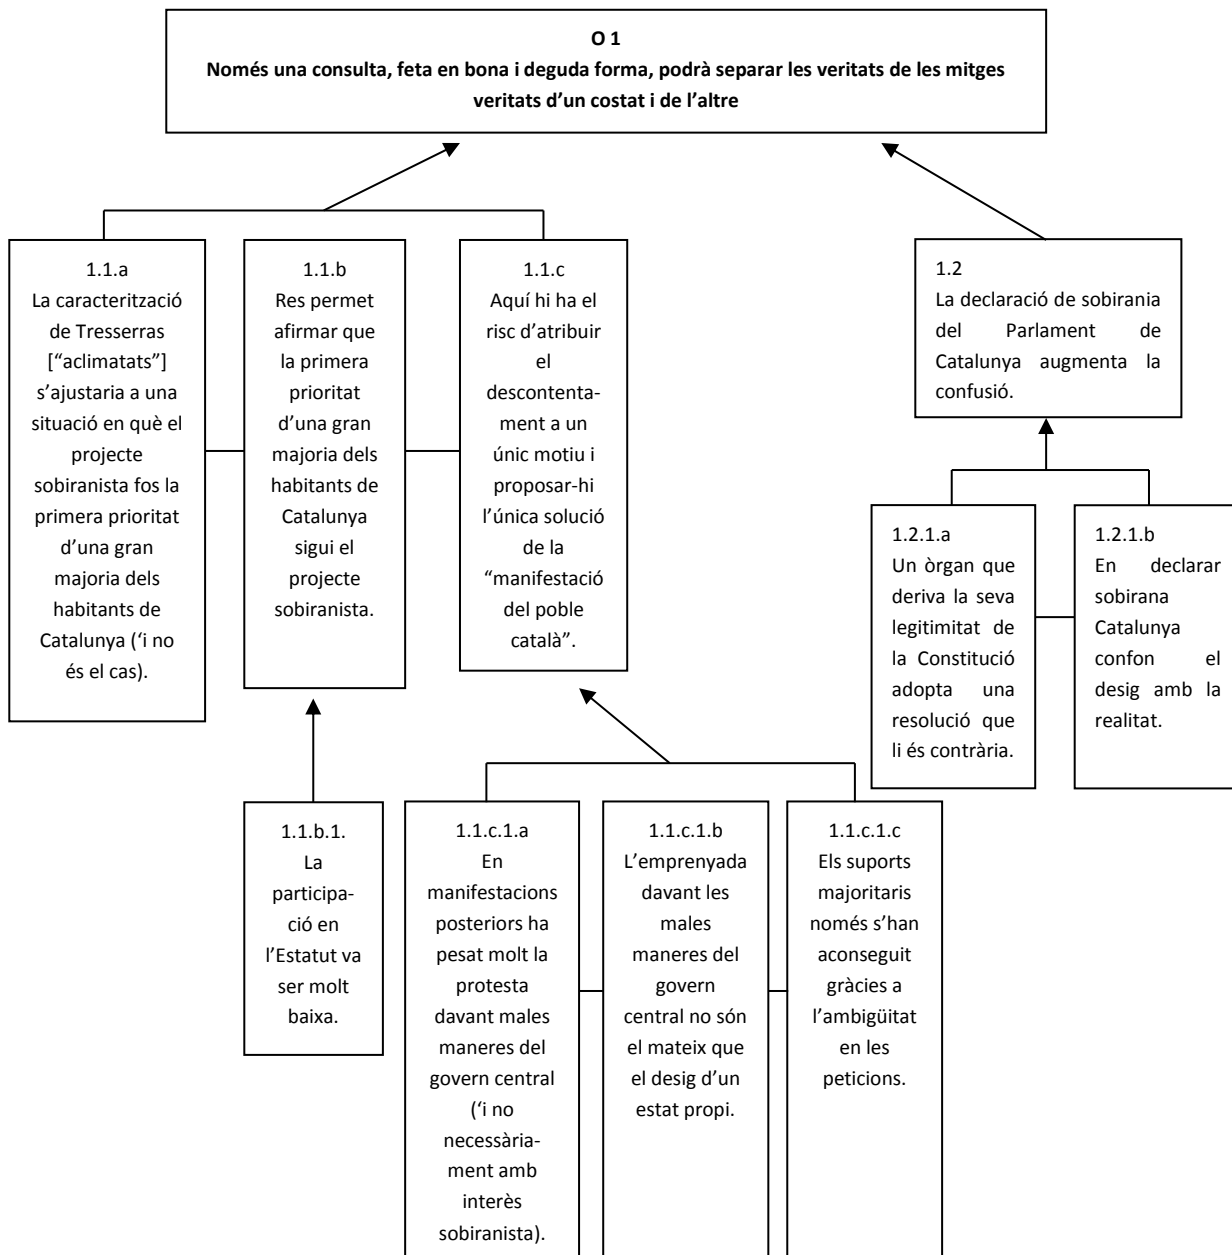 O 1
Només una consulta, feta en bona i deguda forma, podrà separar les veritats de les mitges
veritats d’un costat i de l’altre
1.1.a
La caracterització
de Tresserras
[“aclimatats”]
s’ajustaria a una
situació en què el
projecte
sobiranista fos la
primera prioritat
d’una gran
majoria dels
habitants de
Catalunya (‘i no
és el cas).
1.1.b
Res permet
afirmar que
la primera
prioritat
d’una gran
majoria dels
habitants de
Catalunya
sigui el
projecte
sobiranista.
1.1.c
Aquí hi ha el
risc d’atribuir
el
descontenta-
ment a un
únic motiu i
proposar-hi
l’única solució
de la
“manifestació
del poble
català”.
1.2
La declaració de sobirania
del Parlament de
Catalunya augmenta la
confusió.
1.2.1.a
Un òrgan que
deriva la seva
legitimitat de
la Constitució
adopta una
resolució que
li és contrària.
1.2.1.b
En declarar
sobirana
Catalunya
confon el
desig amb la
realitat.
1.1.b.1.
La
participa-
ció en
l’Estatut va
ser molt
baixa.
1.1.c.1.a
En
manifestacions
posteriors ha
pesat molt la
protesta
davant males
maneres del
govern central
(‘i no
necessària-
ment amb
interès
sobiranista).
1.1.c.1.b
L’emprenyada
davant les
males
maneres del
govern
central no són
el mateix que
el desig d’un
estat propi.
1.1.c.1.c
Els suports
majoritaris
només s’han
aconseguit
gràcies a
l’ambigüitat
en les
peticions.